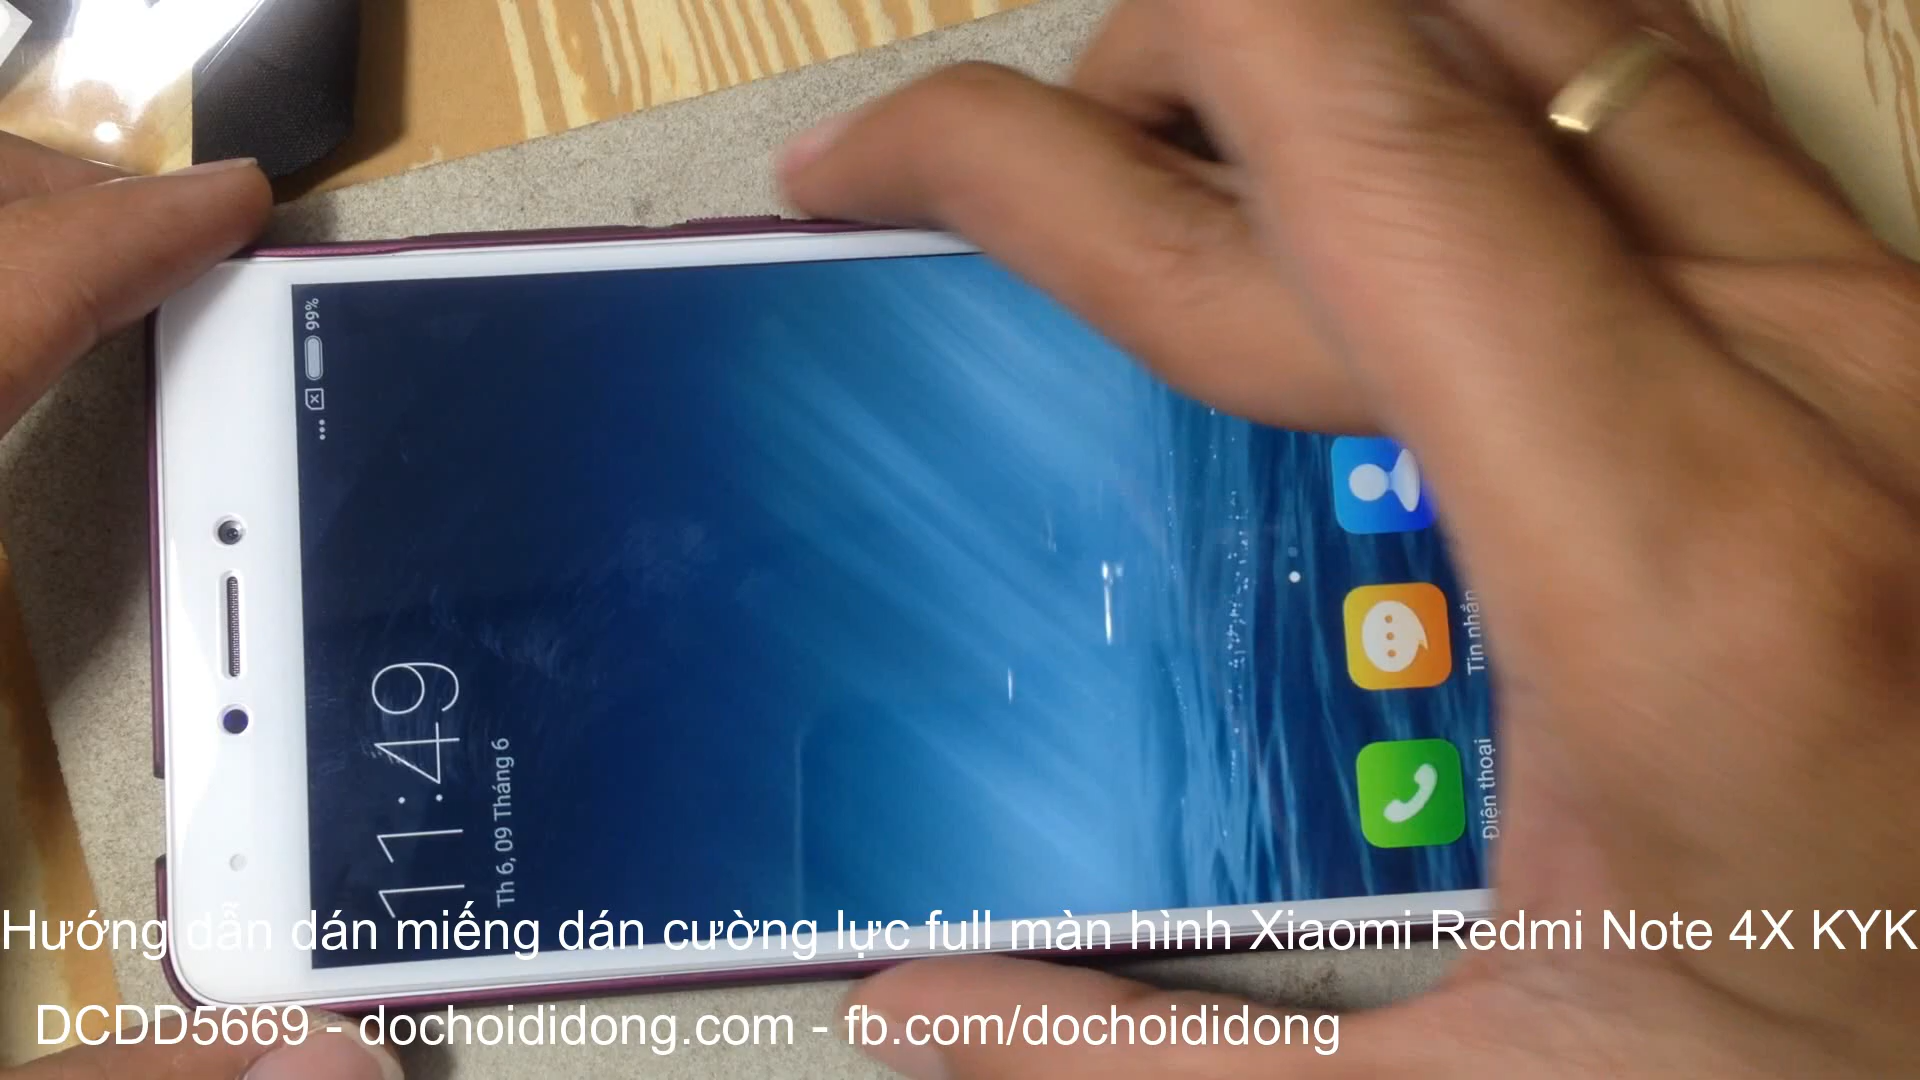 99%
11:49
Th 6, 09 Tháng 6
Tin nhắn
Điện thoại
Hướng dẫn dán miếng dán cường lực full màn hình Xiaomi Redmi Note 4X KYK
DCDD5669 - dochoididong.com - fb.com/dochoididong